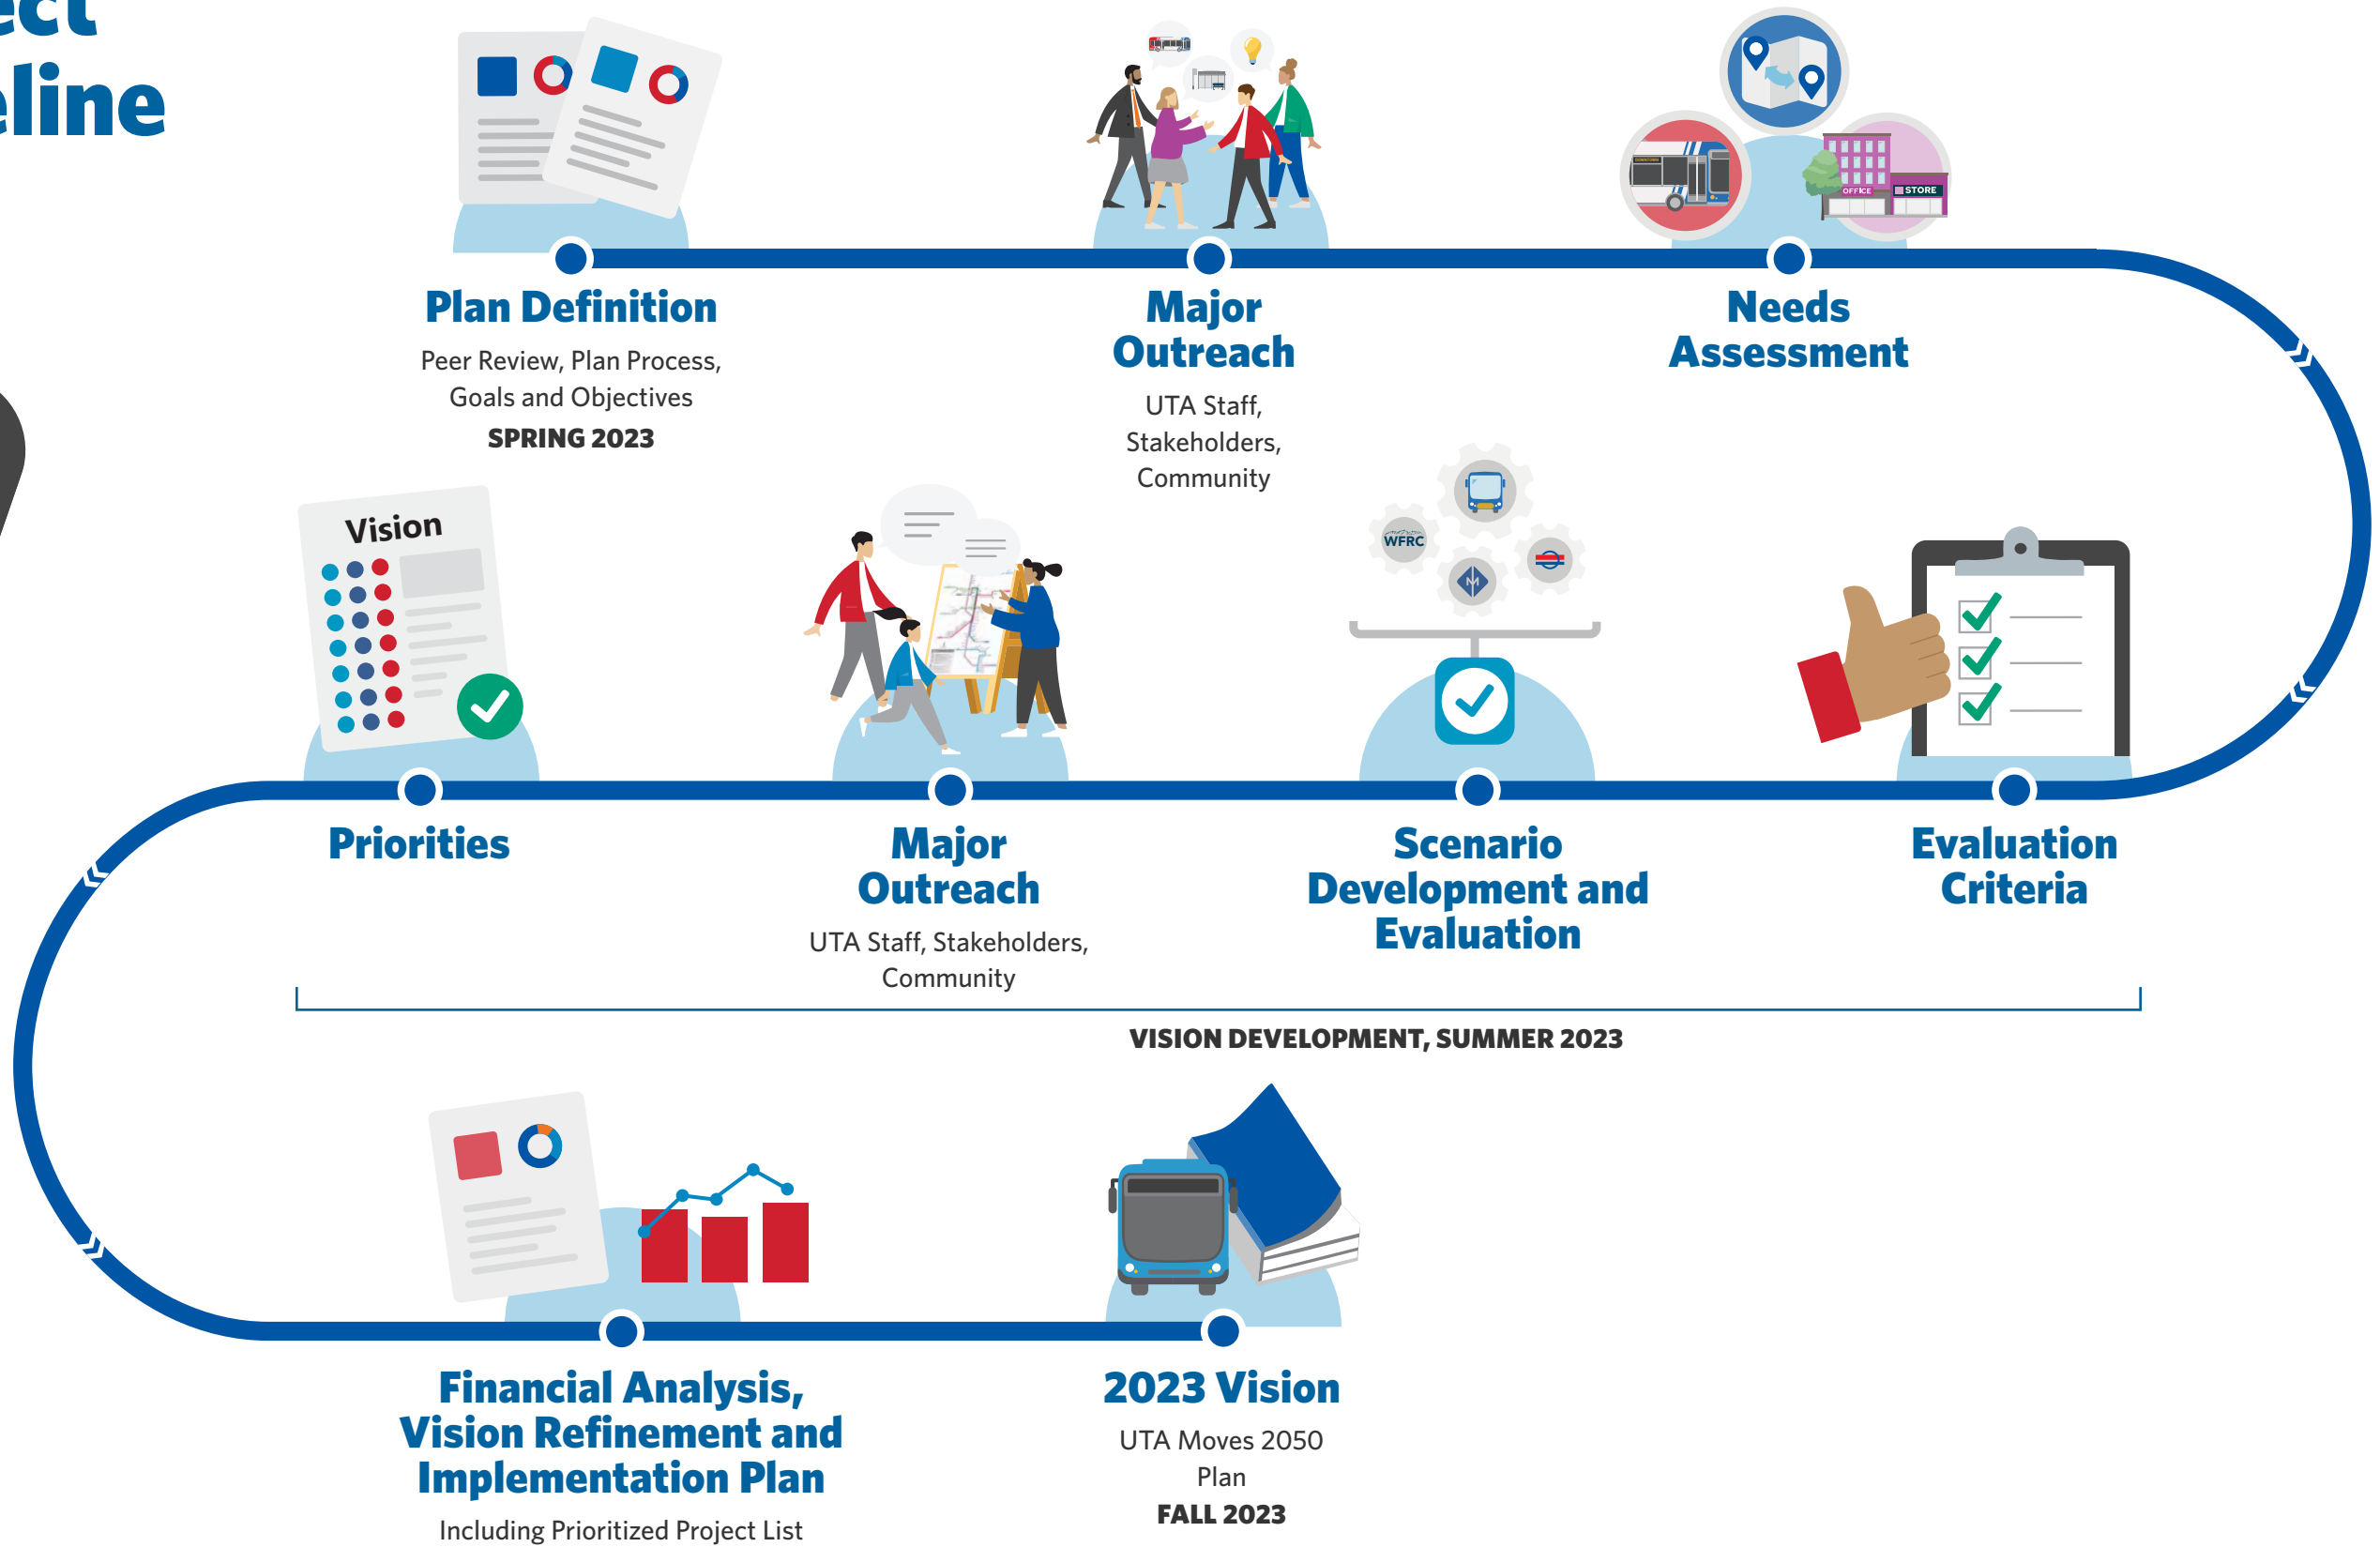 Plan Definition
Peer Review, Plan Process,
Goals and Objectives
SPRING 2023
Major
Outreach
UTA Staff,
Stakeholders,
Community
OFFICE
STORE
Needs
Assessment
Evaluation
Criteria
WFRC
Scenario
Development and
Evaluation
Major
Outreach
UTA Staff, Stakeholders,
Community
Vision
Priorities
VISION DEVELOPMENT, SUMMER 2023
Financial Analysis,
Vision Refinement and
Implementation Plan
Including Prioritized Project List
2023 Vision
UTA Moves 2050
Plan
FALL 2023